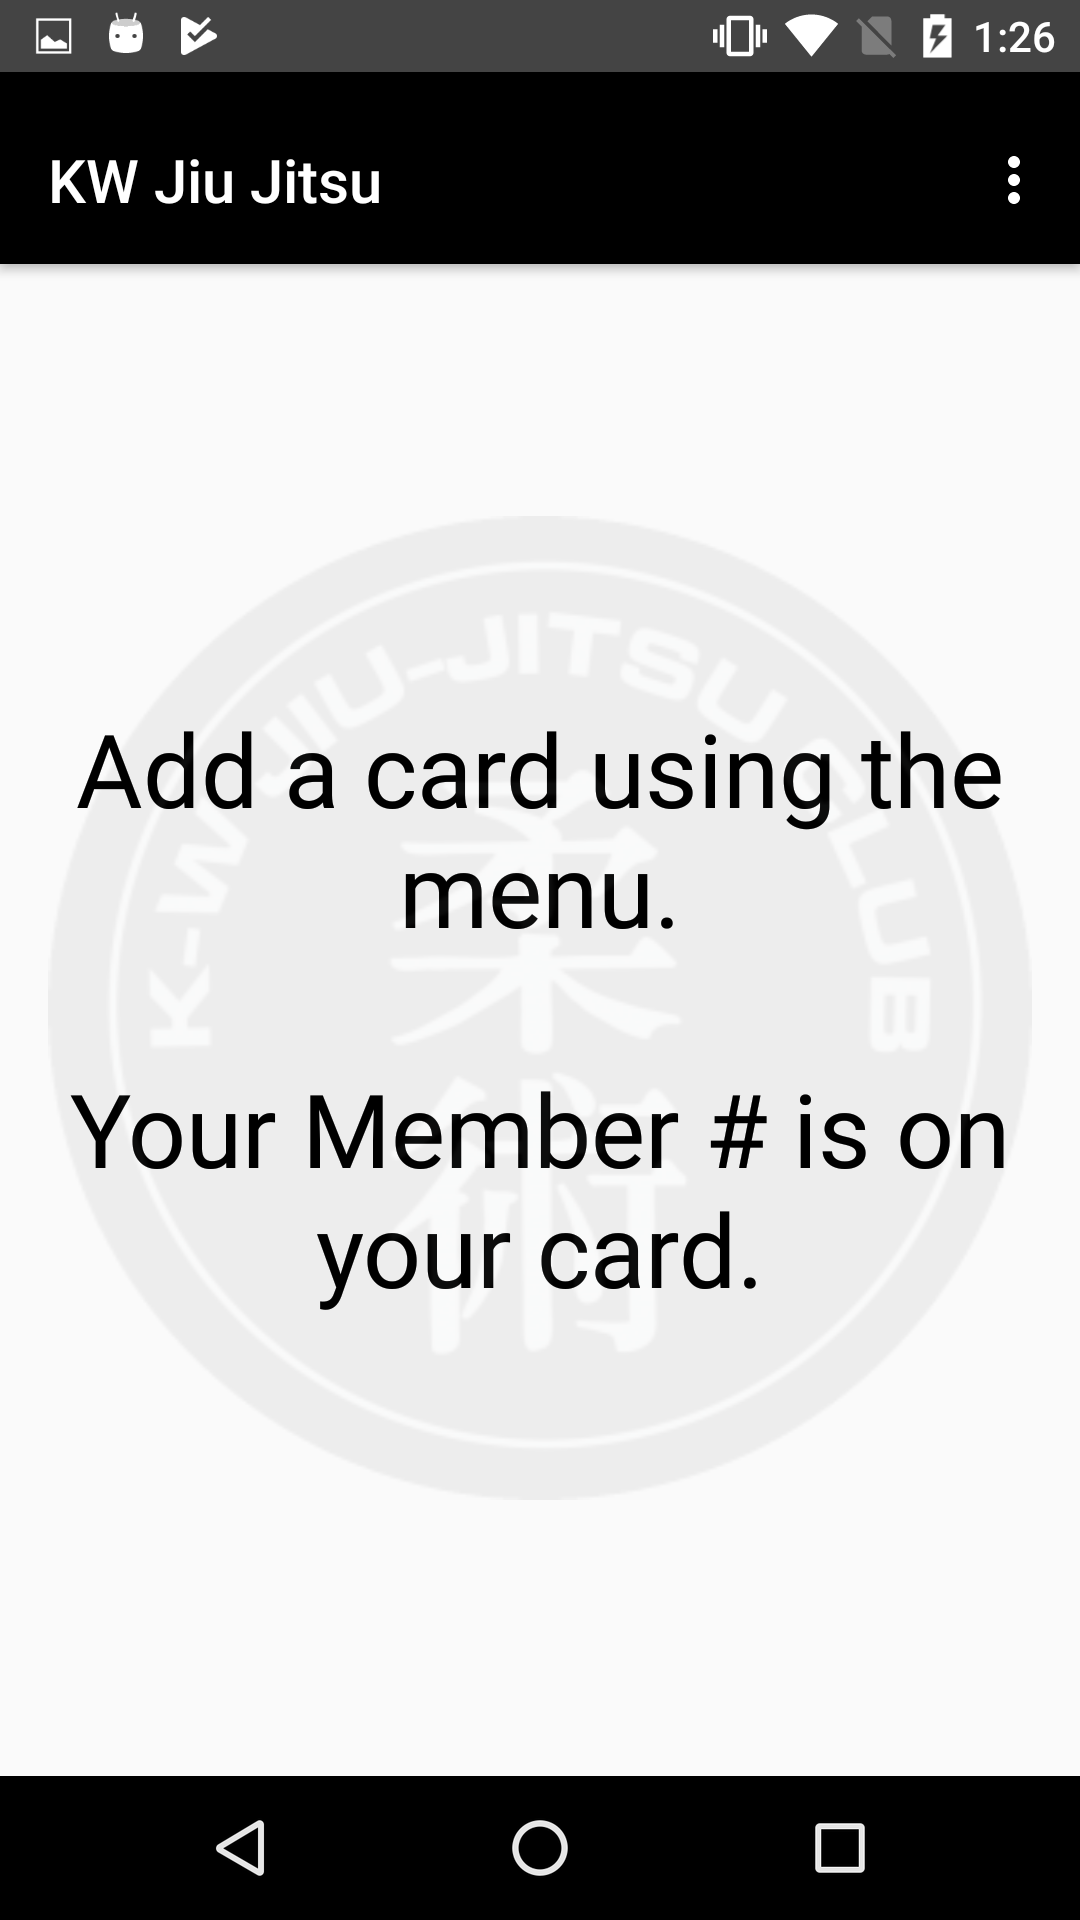 1:26
KW Jiu Jitsu
K-W JIU-JITSU CLUB
Add a card using the
menu.
柔
Your Member # is on
your card.
術